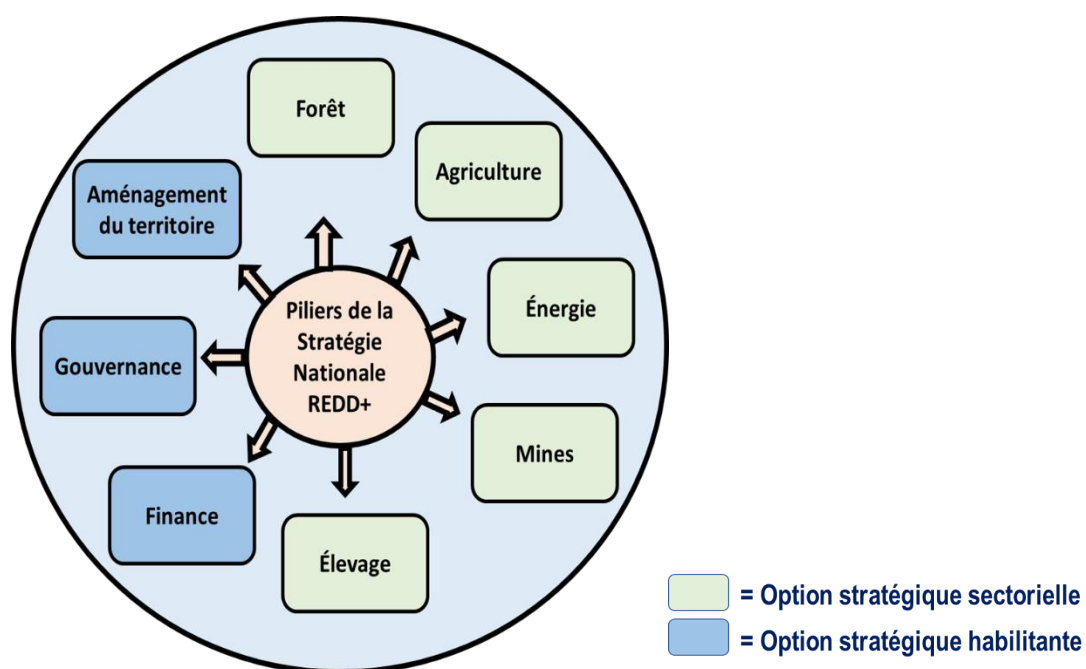 Forêt
Agriculture
Aménagement
du territoire
Énergie
Piliers de la
Stratégie
Nationale
REDD+
Gouvernance
Mines
Finance
Élevage
= Option stratégique sectorielle
= Option stratégique habilitante